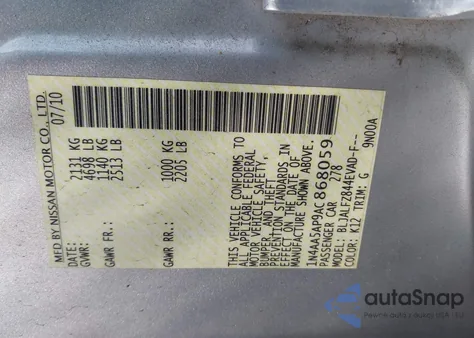 MFD BY NISSAN MOTOR CO., LTD.
07/10
GVWR: 2131 KG
4698 LB
GAWR FR: 1140 KG
2513 LB
GAWR RR: 1000 KG
2205 LB
THIS VEHICLE CONFORMS TO
ALL APPLICABLE FEDERAL
MOTOR VEHICLE SAFETY,
BUMPER, AND THEFT
PREVENTION STANDARDS IN
EFFECT ON THE DATE OF
MANUFACTURE SHOWN ABOVE.
1N4AA5AP9AC868059
PASSENGER CAR 278
BLJALFZ844EVAD-F--
COLOR: K12 TRIM: G 9N00A
autoSnap